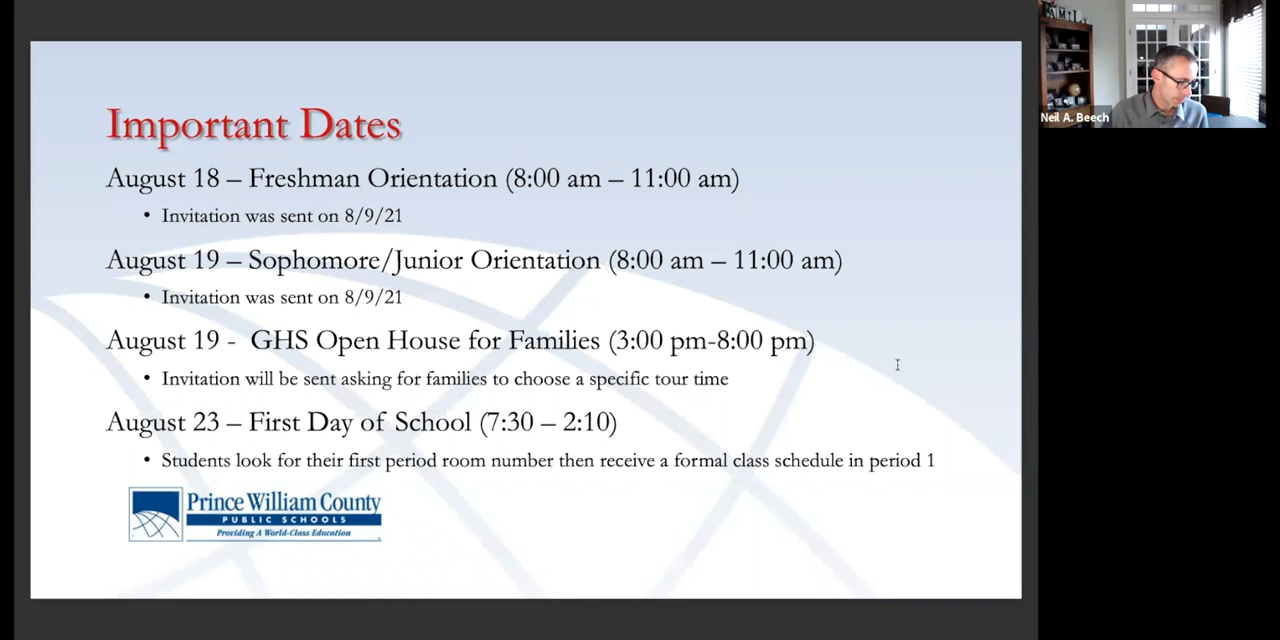 Important Dates
August 18 – Freshman Orientation (8:00 am – 11:00 am)
• Invitation was sent on 8/9/21
August 19 – Sophomore/Junior Orientation (8:00 am – 11:00 am)
• Invitation was sent on 8/9/21
August 19 - GHS Open House for Families (3:00 pm-8:00 pm)
• Invitation will be sent asking for families to choose a specific tour time
August 23 – First Day of School (7:30 – 2:10)
• Students look for their first period room number then receive a formal class schedule in period 1
Prince William County
PUBLIC SCHOOLS
Providing A World-Class Education
FAMILY
Neil A. Beech